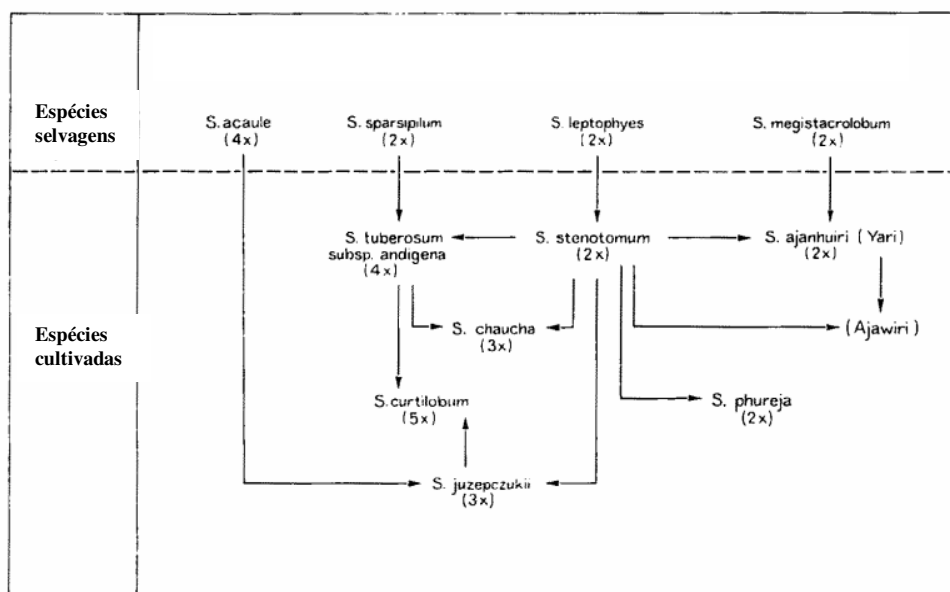 Espécies
selvagens
S. acaule
(4x)
S. sparsipilum
(2x)
S. leptophyes
(2x)
S. megistacrolobum
(2x)
Espécies
cultivadas
S. tuberosum
subsp. andigena
(4x)
S. stenotomum
(2x)
S. ajanhuiri (Yari)
(2x)
S. chaucha
(3x)
(Ajawiri)
S. curtilobum
(5x)
S. phureja
(2x)
S. juzepczukii
(3x)